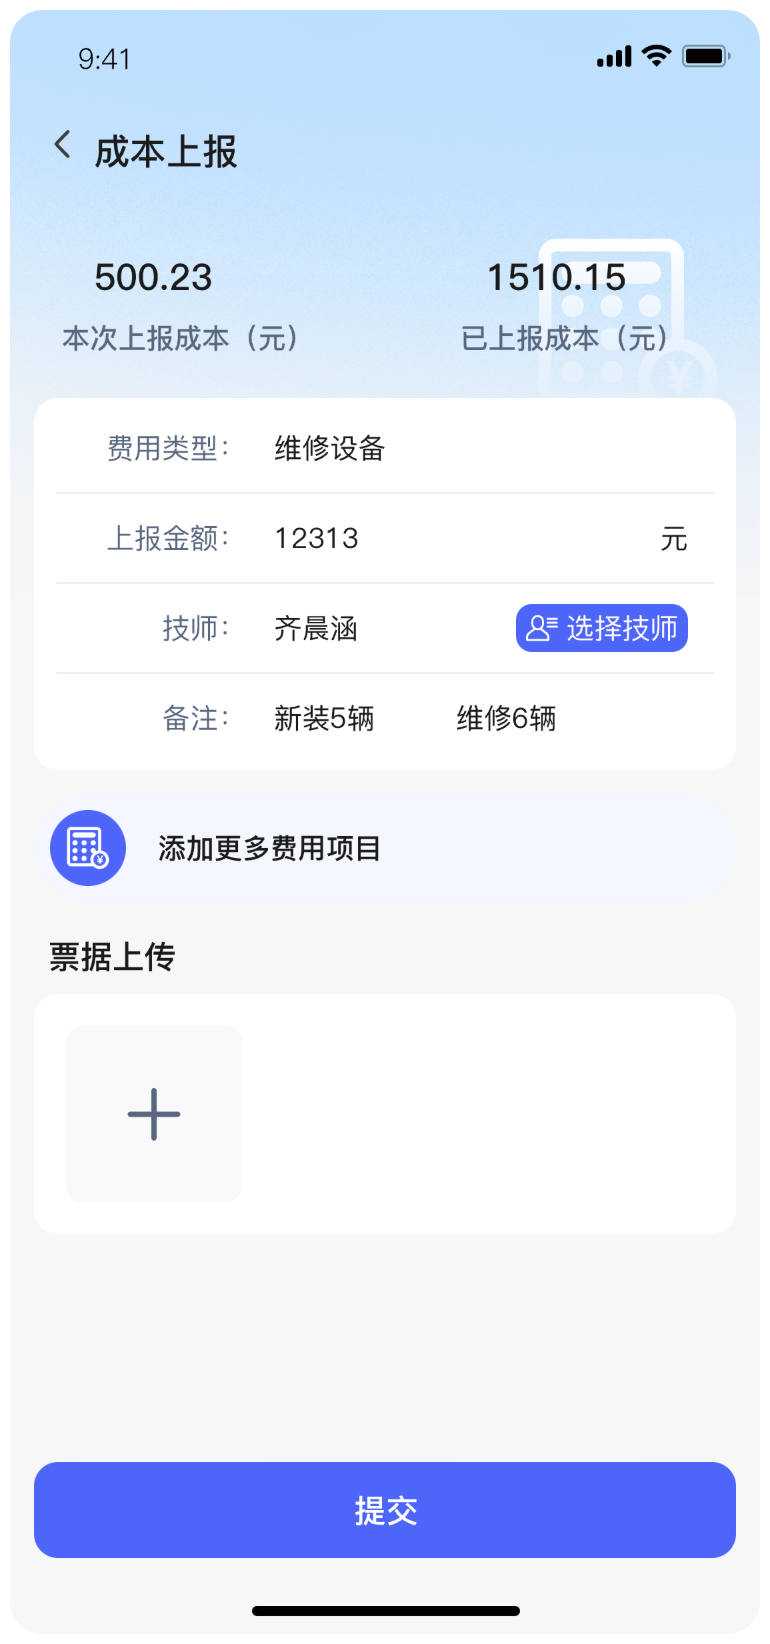 9:41
成本上报
500.23 1510.15
本次上报成本（元） 已上报成本（元）
费用类型： 维修设备
上报金额： 12313 元
技师： 齐晨涵 选择技师
备注： 新装5辆 维修6辆
添加更多费用项目
票据上传
提交